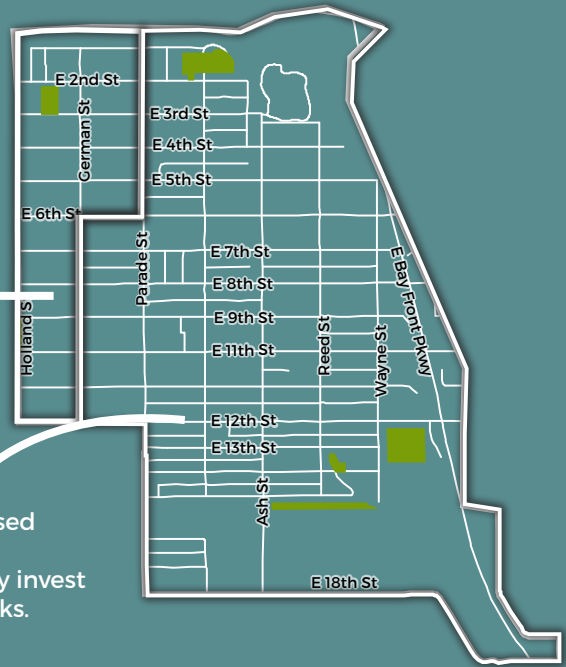 E 2nd St
German St
E 3rd St
E 4th St
E 5th St
E 6th St
Parade St
E 7th St
E 8th St
E Bay Front Pkwy
Holland S
E 9th St
Reed St
Wayne St
E 11th St
E 12th St
E 13th St
Ash St
sed
y invest
ks.
E 18th St